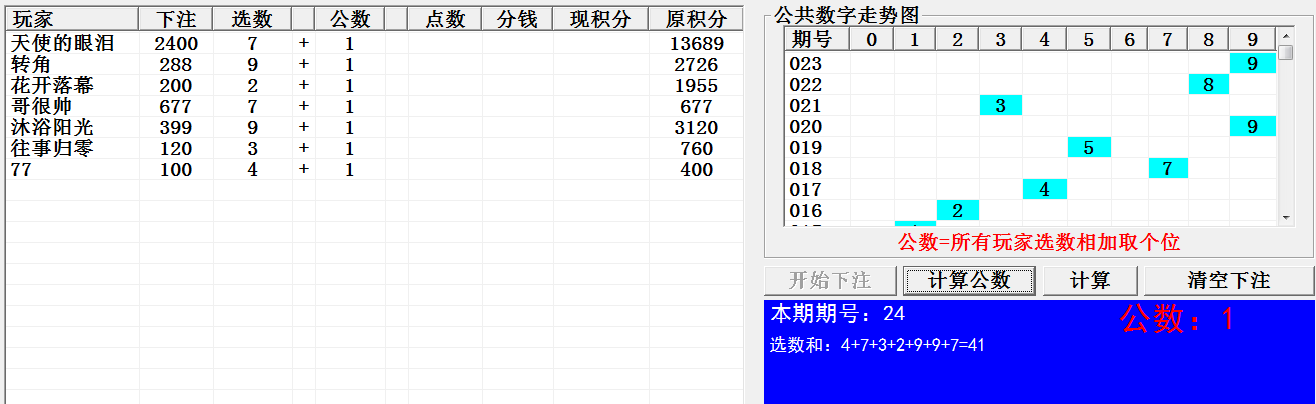 玩家 下注 选数 公数 点数 分钱 现积分 原积分
天使的眼泪 2400 7 + 1 13689
转角 288 9 + 1 2726
花开落幕 200 2 + 1 1955
哥很帅 677 7 + 1 677
沐浴阳光 399 9 + 1 3120
往事归零 120 3 + 1 760
77 100 4 + 1 400
公共数字走势图
期号 0 1 2 3 4 5 6 7 8 9
023 9
022 8
021 3
020 9
019 5
018 7
017 4
016 2
公数=所有玩家选数相加取个位
开始下注 计算公数 计算 清空下注
本期期号：24
公数：1
选数和：4+7+3+2+9+9+7=41